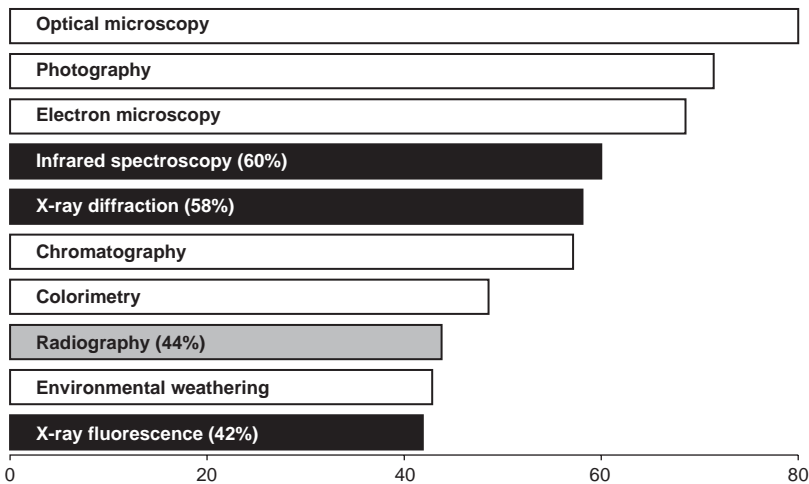 Optical microscopy
Photography
Electron microscopy
Infrared spectroscopy (60%)
X-ray diffraction (58%)
Chromatography
Colorimetry
Radiography (44%)
Environmental weathering
X-ray fluorescence (42%)
0 20 40 60 80